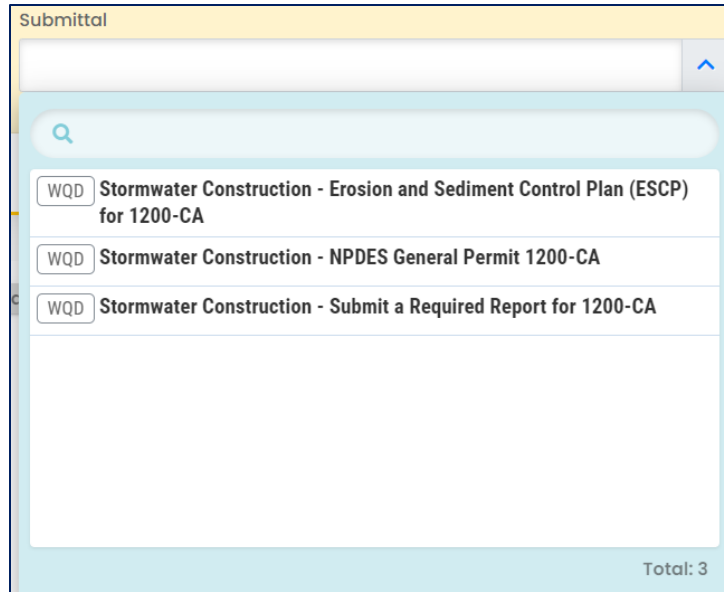 Submittal
WQD Stormwater Construction - Erosion and Sediment Control Plan (ESCP)
for 1200-CA
WQD Stormwater Construction - NPDES General Permit 1200-CA
WQD Stormwater Construction - Submit a Required Report for 1200-CA
Total: 3